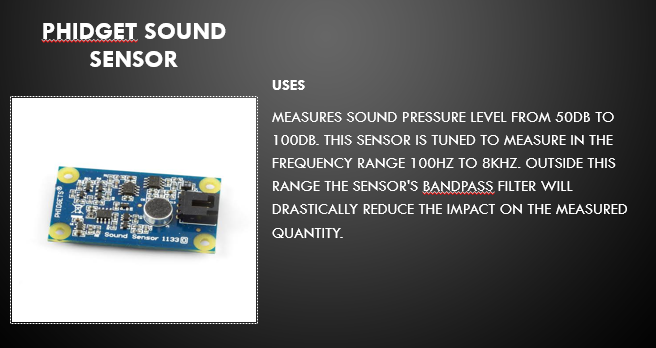 PHIDGET SOUND
SENSOR
USES
MEASURES SOUND PRESSURE LEVEL FROM 50DB TO
100DB. THIS SENSOR IS TUNED TO MEASURE IN THE
FREQUENCY RANGE 100HZ TO 8KHZ. OUTSIDE THIS
RANGE THE SENSOR'S BANDPASS FILTER WILL
DRASTICALLY REDUCE THE IMPACT ON THE MEASURED
QUANTITY.
PHIDGETS®
Sound Sensor 1133